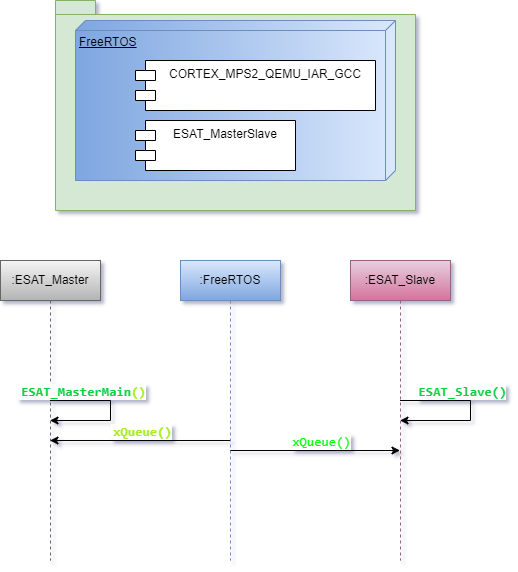 FreeRTOS
CORTEX_MPS2_QEMU_IAR_GCC
ESAT_MasterSlave
:ESAT_Master
:FreeRTOS
:ESAT_Slave
ESAT_MasterMain()
ESAT_Slave()
xQueue()
xQueue()